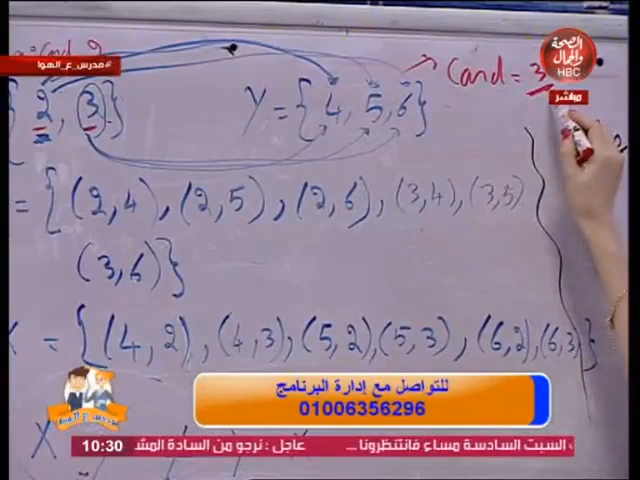 الصحة
والجمال
HBC
مباشر
#مدرس_ع_الهوا
Card = 3
{2, 3}
Y = {4, 5, 6}
= {(2,4), (2,5), (2,6), (3,4), (3,5)
(3,6)}
= {(4,2), (4,3), (5,2), (5,3), (6,2), (6,3)}
للتواصل مع إدارة البرنامج
01006356296
مدرس ع الهوا
X
10:30
السبت السادسة مساء فانتظرونا ... عاجل : نرجو من السادة المش